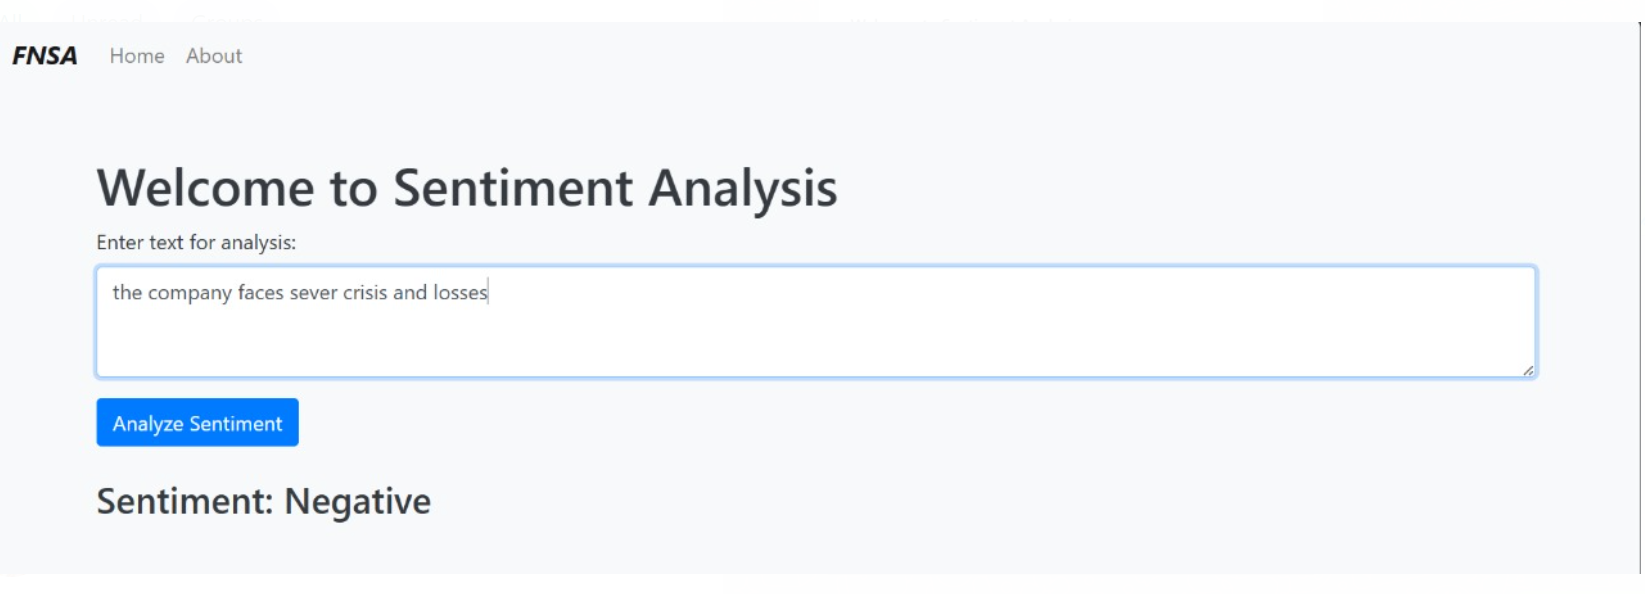 FNSA Home About
Welcome to Sentiment Analysis
Enter text for analysis:
the company faces sever crisis and losses
Analyze Sentiment
Sentiment: Negative